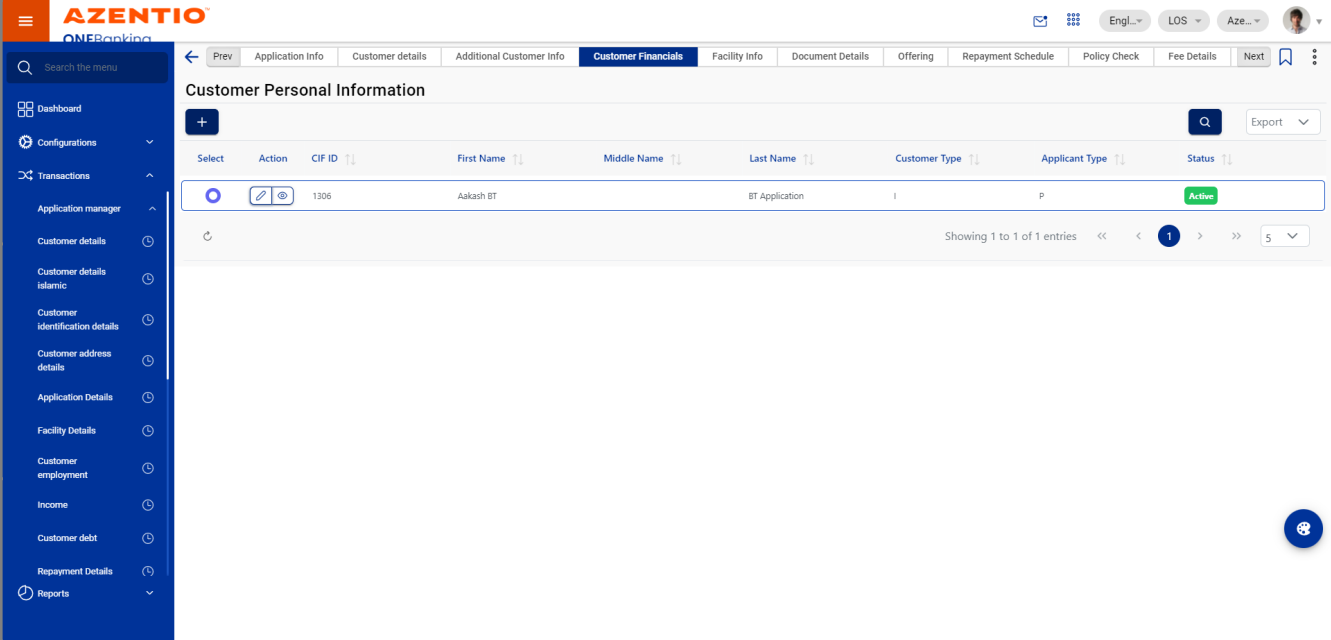 AZENTIO
ONEBanking
Engl...
LOS
Aze...
Search the menu
Dashboard
Configurations
Transactions
Application manager
Customer details
Customer details
islamic
Customer
identification details
Customer address
details
Application Details
Facility Details
Customer
employment
Income
Customer debt
Repayment Details
Reports
Prev
Application Info
Customer details
Additional Customer Info
Customer Financials
Facility Info
Document Details
Offering
Repayment Schedule
Policy Check
Fee Details
Next
Customer Personal Information
+
Export
Select Action CIF ID First Name Middle Name Last Name Customer Type Applicant Type Status
1306 Aakash BT BT Application I P Active
Showing 1 to 1 of 1 entries
1
5